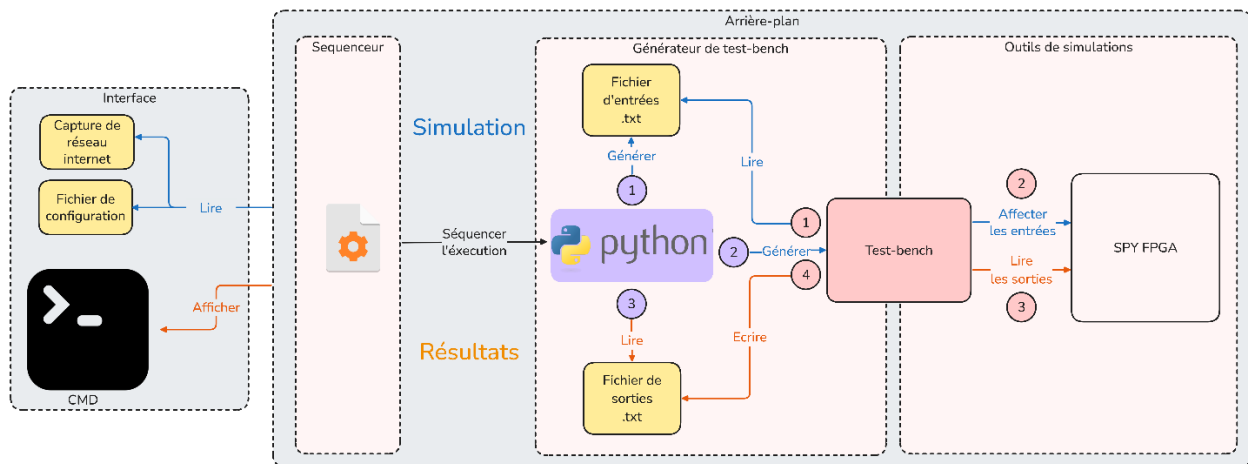 Arrière-plan
Interface
Capture de
réseau
internet
Fichier de
configuration
Lire
Afficher
CMD
Sequenceur
Simulation
Séquencer
l'éxécution
Résultats
Générateur de test-bench
Fichier
d'entrées
.txt
Générer
1
Lire
python
2
Générer
1
4
3
Lire
Ecrire
Fichier de
sorties
.txt
Test-bench
Outils de simulations
2
Affecter
les entrées
Lire
les sorties
3
SPY FPGA